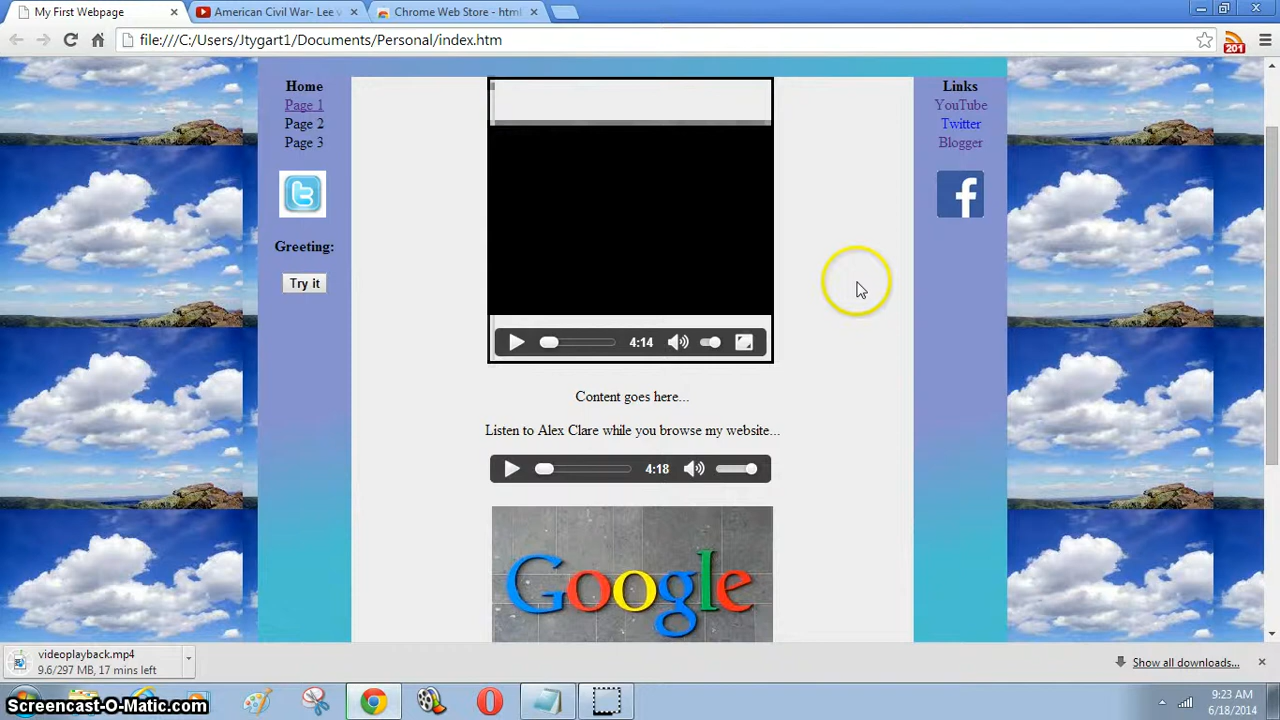 My First Webpage
American Civil War- Lee v
Chrome Web Store - html
file:///C:/Users/Jtygart1/Documents/Personal/index.htm
201
Home
Page 1
Page 2
Page 3
Greeting:
Try it
4:14
Content goes here...
Listen to Alex Clare while you browse my website...
4:18
Google
Links
YouTube
Twitter
Blogger
f
videoplayback.mp4
9.6/297 MB, 17 mins left
Show all downloads...
Screencast-O-Matic.com
9:23 AM
6/18/2014